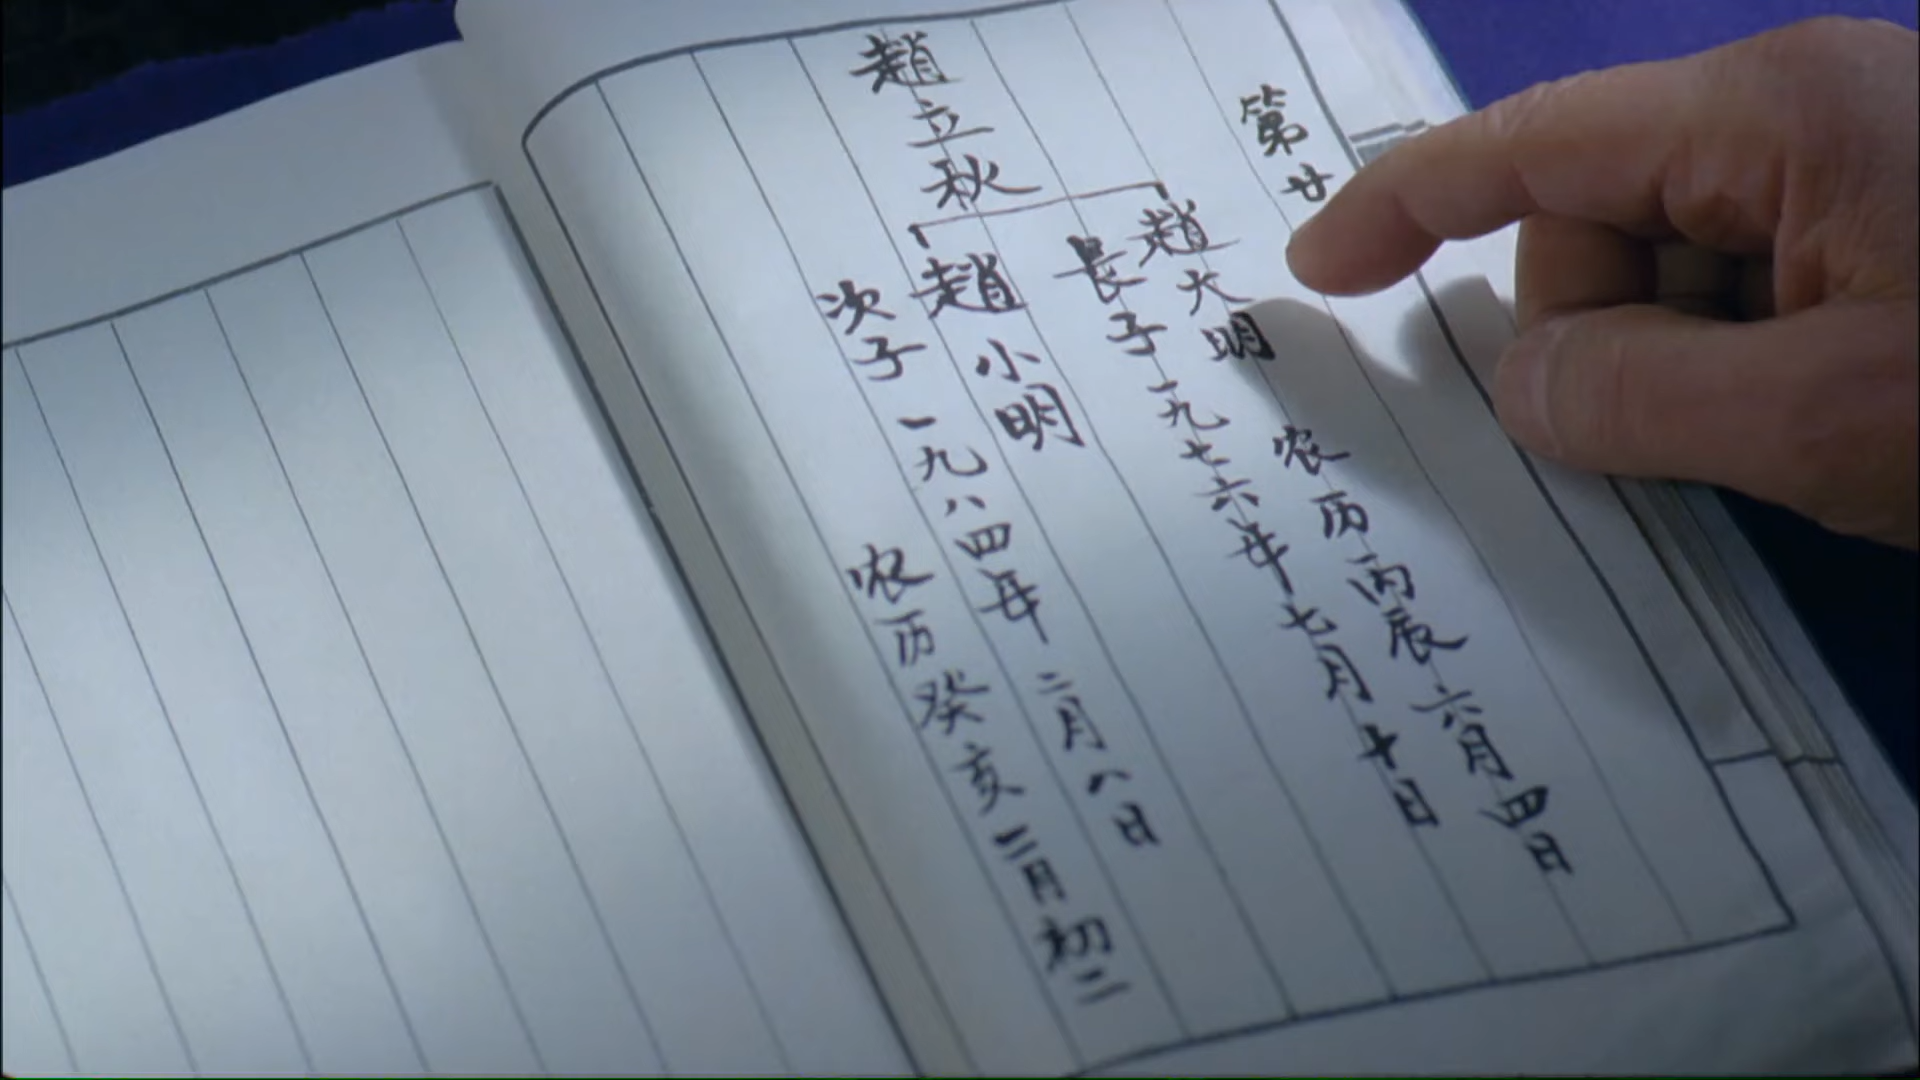 第廿
趙立秋
趙大明 农历丙辰六月四日
長子 一九七六年七月十日
趙小明
次子 一九八四年二月八日
农历癸亥二月初二